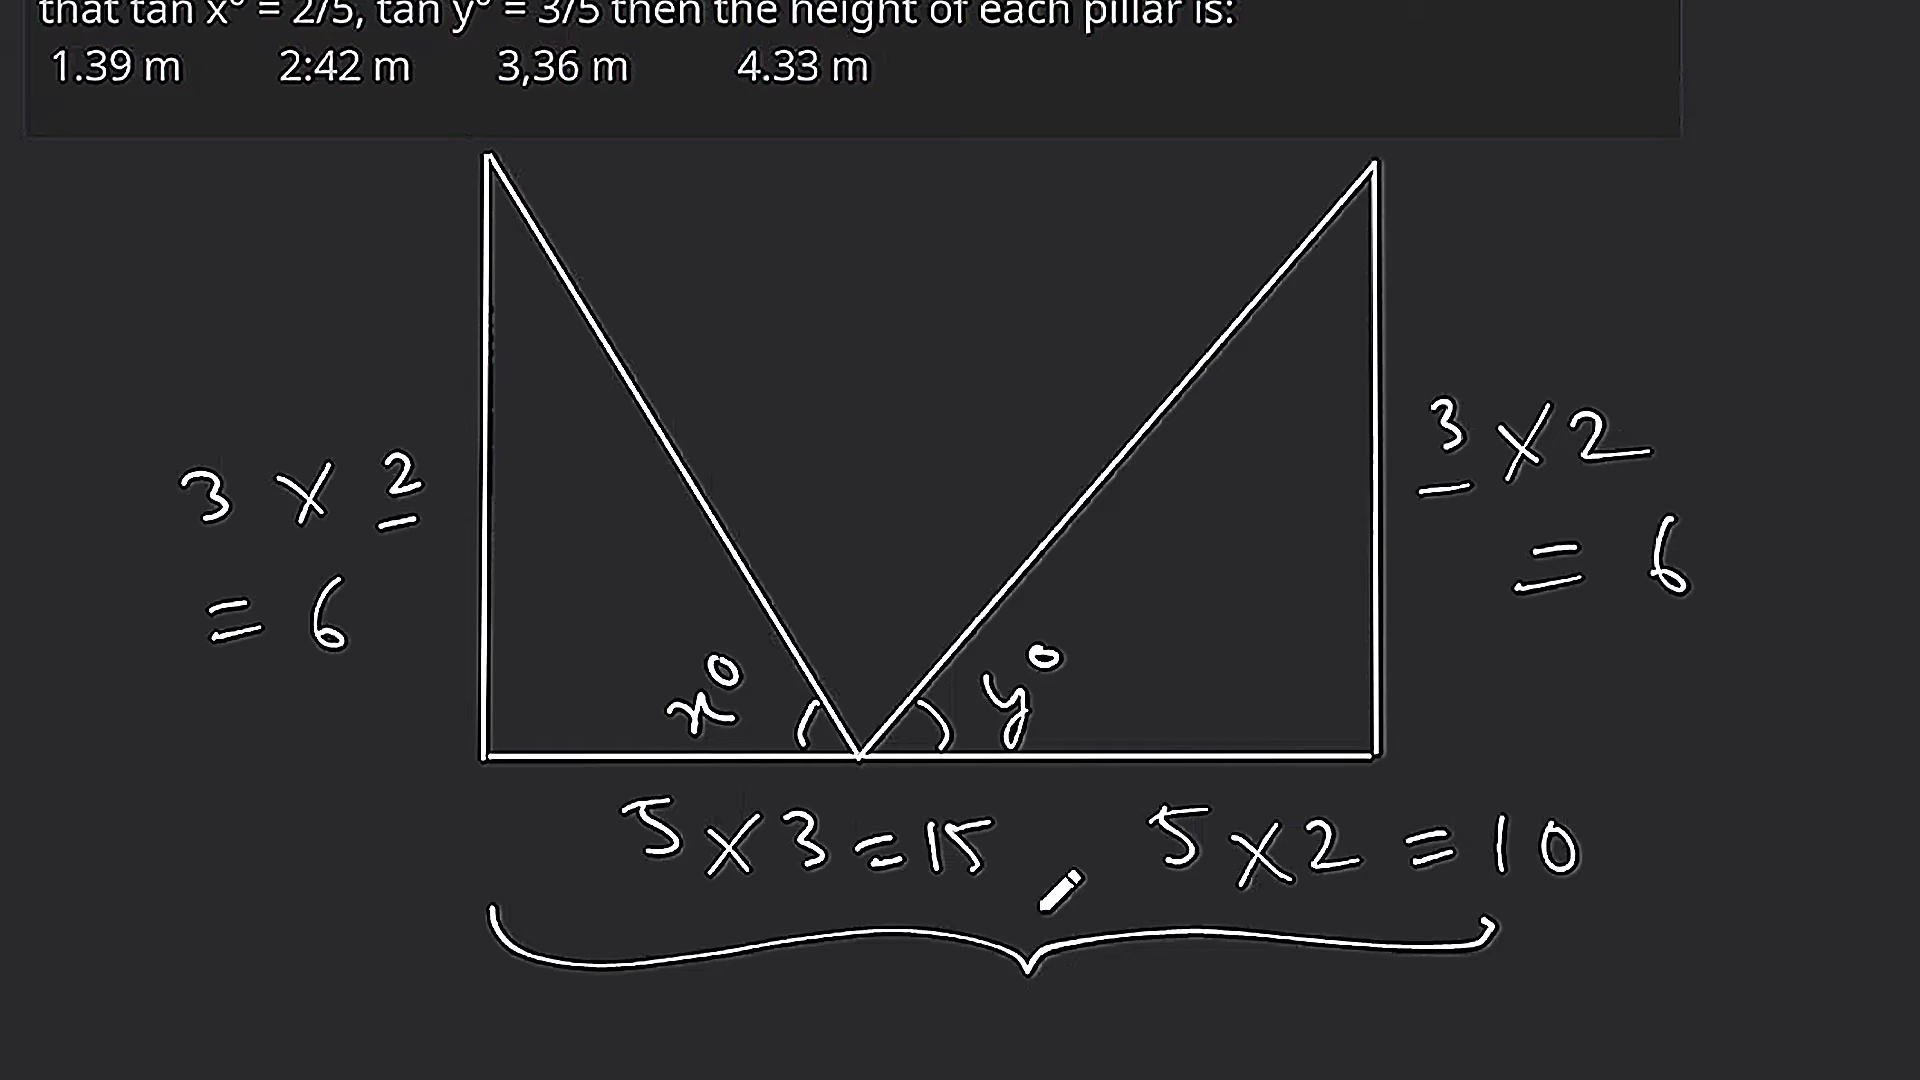 that tan x° = 2/5, tan y° = 3/5 then the height of each pillar is:
1.39 m 2:42 m 3,36 m 4.33 m
3 x 2
= 6
3 x 2
= 6
x° y°
5 x 3 = 15 , 5 x 2 = 10